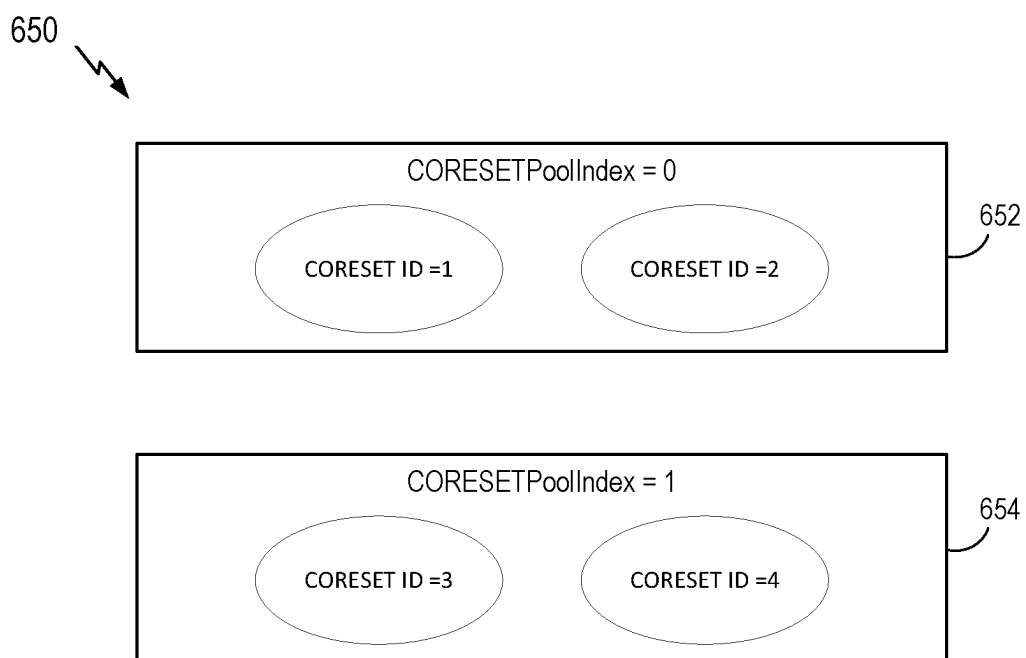 650
CORESETPoolIndex = 0
652
CORESET ID =1
CORESET ID =2
CORESETPoolIndex = 1
654
CORESET ID =3
CORESET ID =4